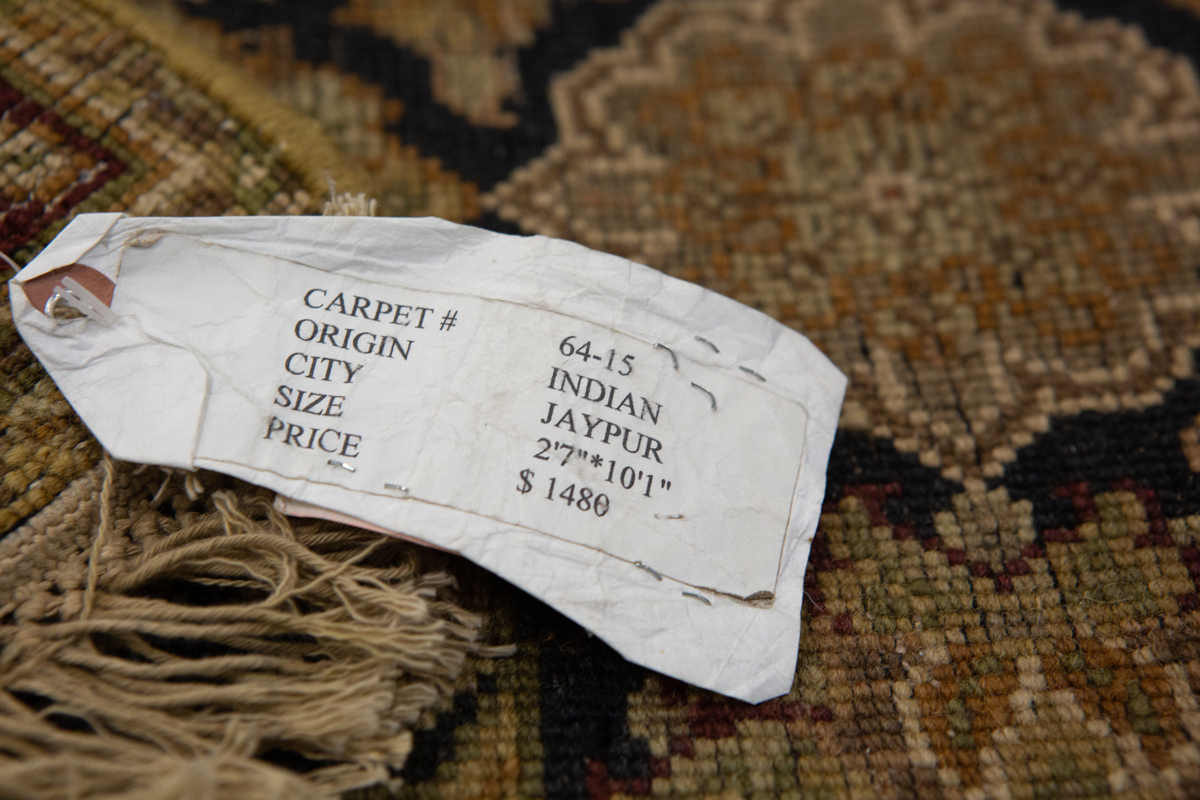 CARPET # 64-15
ORIGIN INDIAN
CITY JAYPUR
SIZE 2'7"*10'1"
PRICE $ 1480